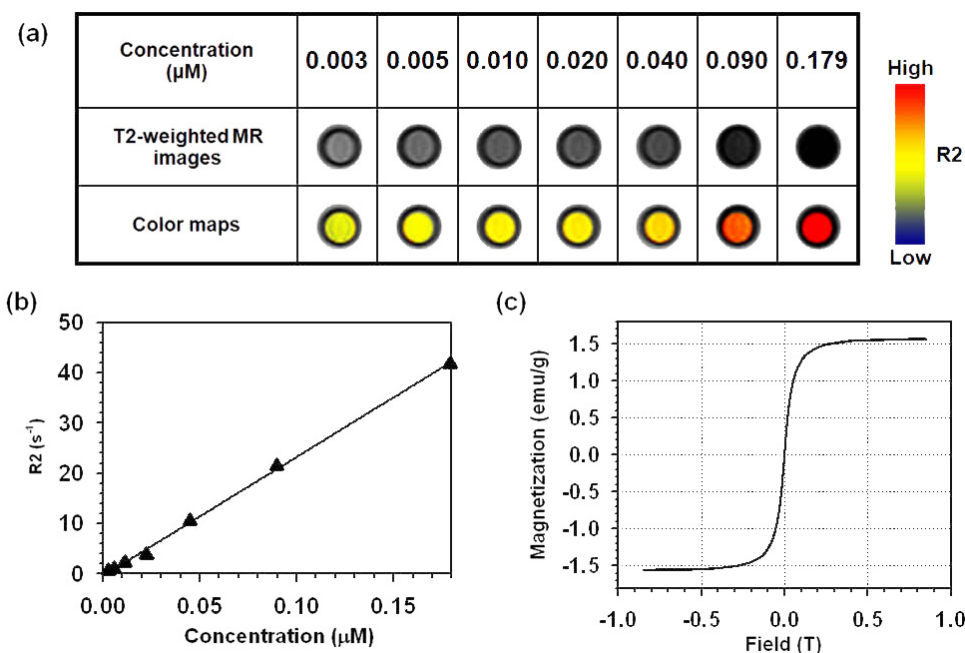 (a)
Concentration
(µM)
0.003 0.005 0.010 0.020 0.040 0.090 0.179
T2-weighted MR
images
Color maps
High
R2
Low
(b)
50
40
30
20
10
0
R2 (s⁻¹)
0.00 0.05 0.10 0.15
Concentration (µM)
(c)
1.5
1.0
0.5
0.0
-0.5
-1.0
-1.5
Magnetization (emu/g)
-1.0 -0.5 0.0 0.5 1.0
Field (T)